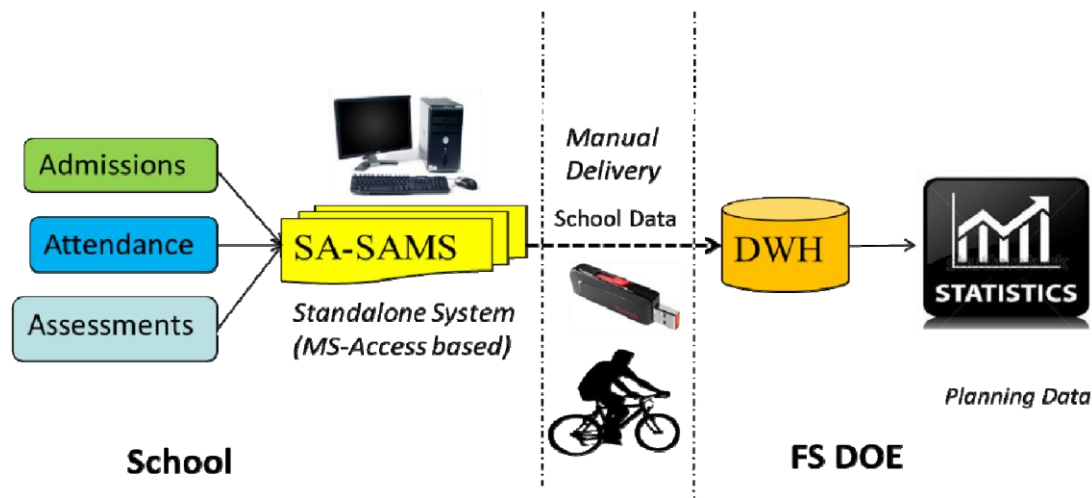 Admissions
Attendance
Assessments
SA-SAMS
Standalone System
(MS-Access based)
School
Manual
Delivery
School Data
DWH
STATISTICS
Planning Data
FS DOE